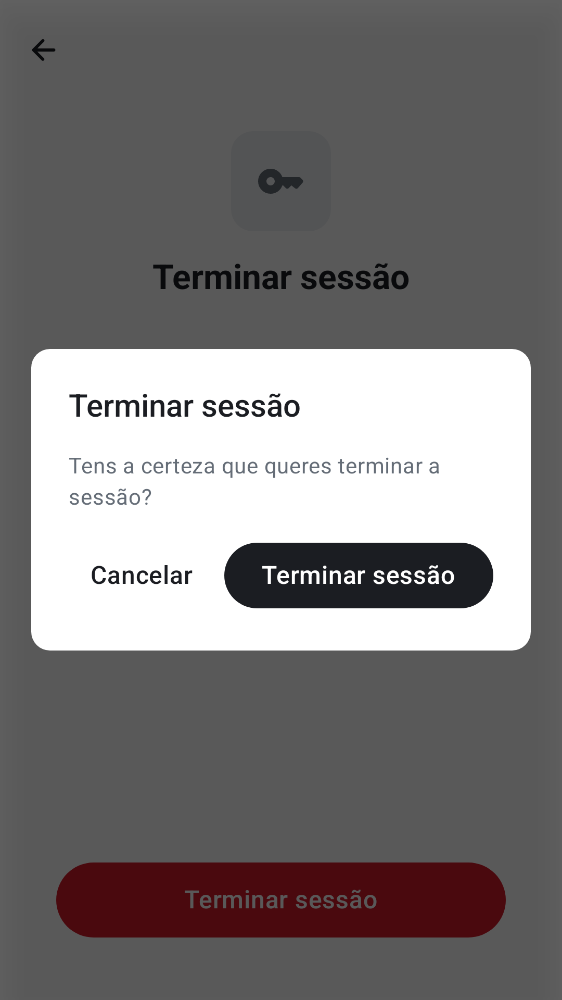 Terminar sessão
Terminar sessão
Tens a certeza que queres terminar a
sessão?
Cancelar
Terminar sessão
Terminar sessão